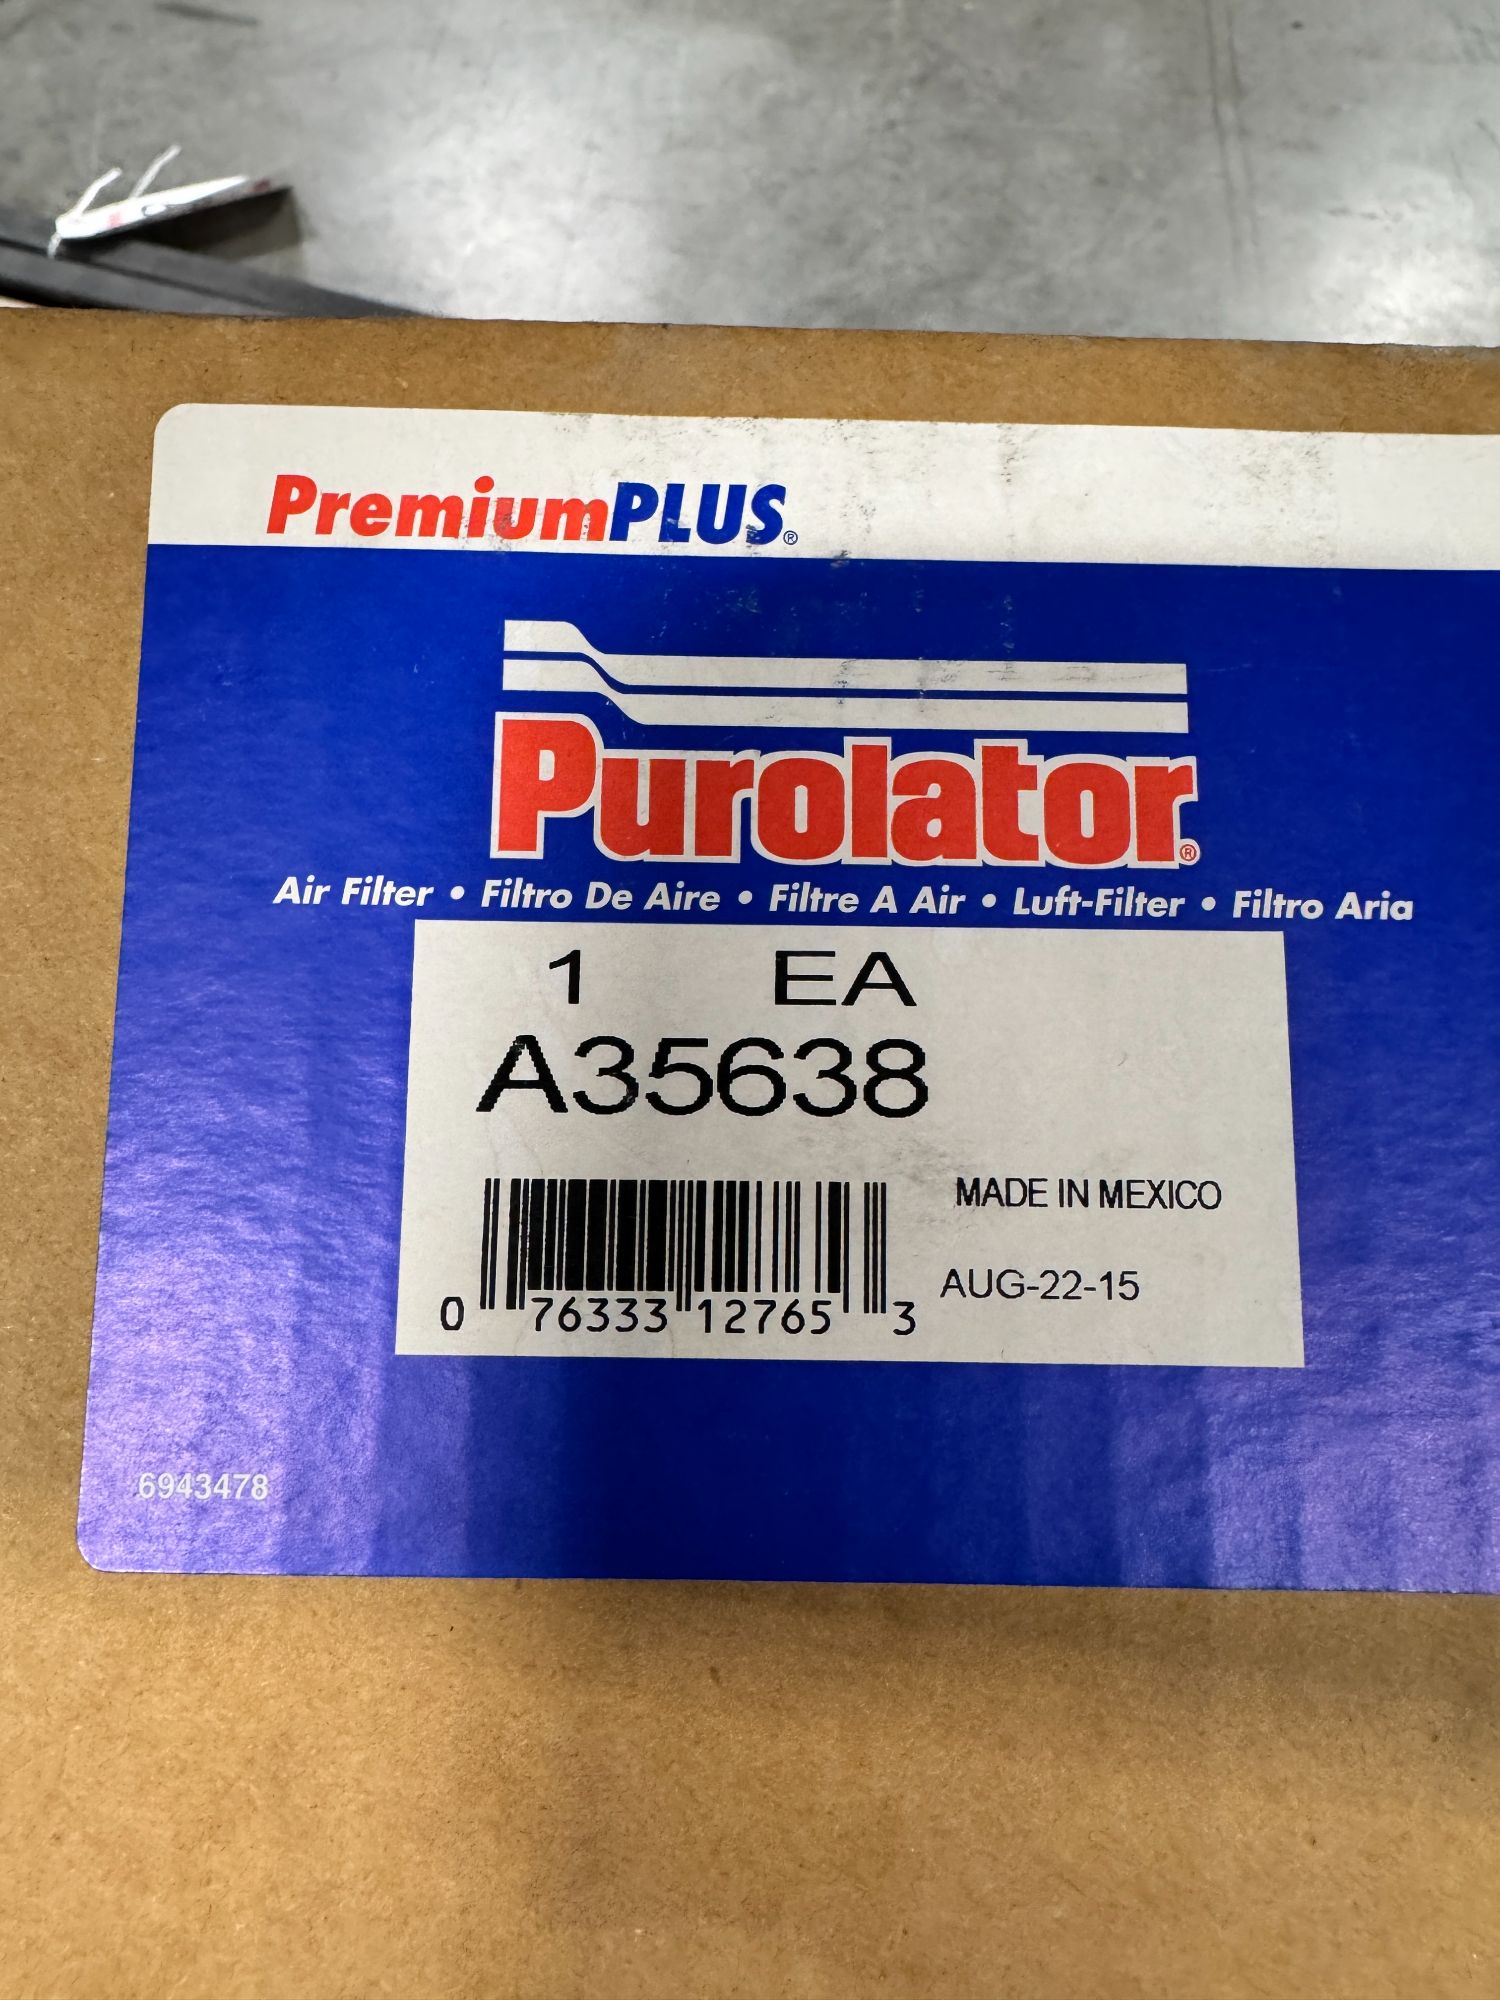 PremiumPLUS®
Purolator®
Air Filter • Filtro De Aire • Filtre A Air • Luft-Filter • Filtro Aria
1 EA
A35638
MADE IN MEXICO
AUG-22-15
0 76333 12765 3
6943478